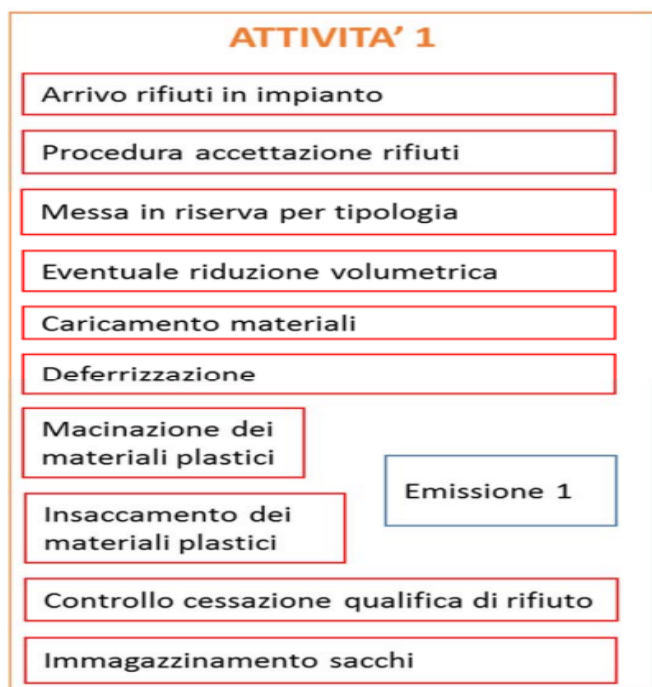 ATTIVITA' 1
Arrivo rifiuti in impianto
Procedura accettazione rifiuti
Messa in riserva per tipologia
Eventuale riduzione volumetrica
Caricamento materiali
Deferrizzazione
Macinazione dei
materiali plastici
Emissione 1
Insaccamento dei
materiali plastici
Controllo cessazione qualifica di rifiuto
Immagazzinamento sacchi